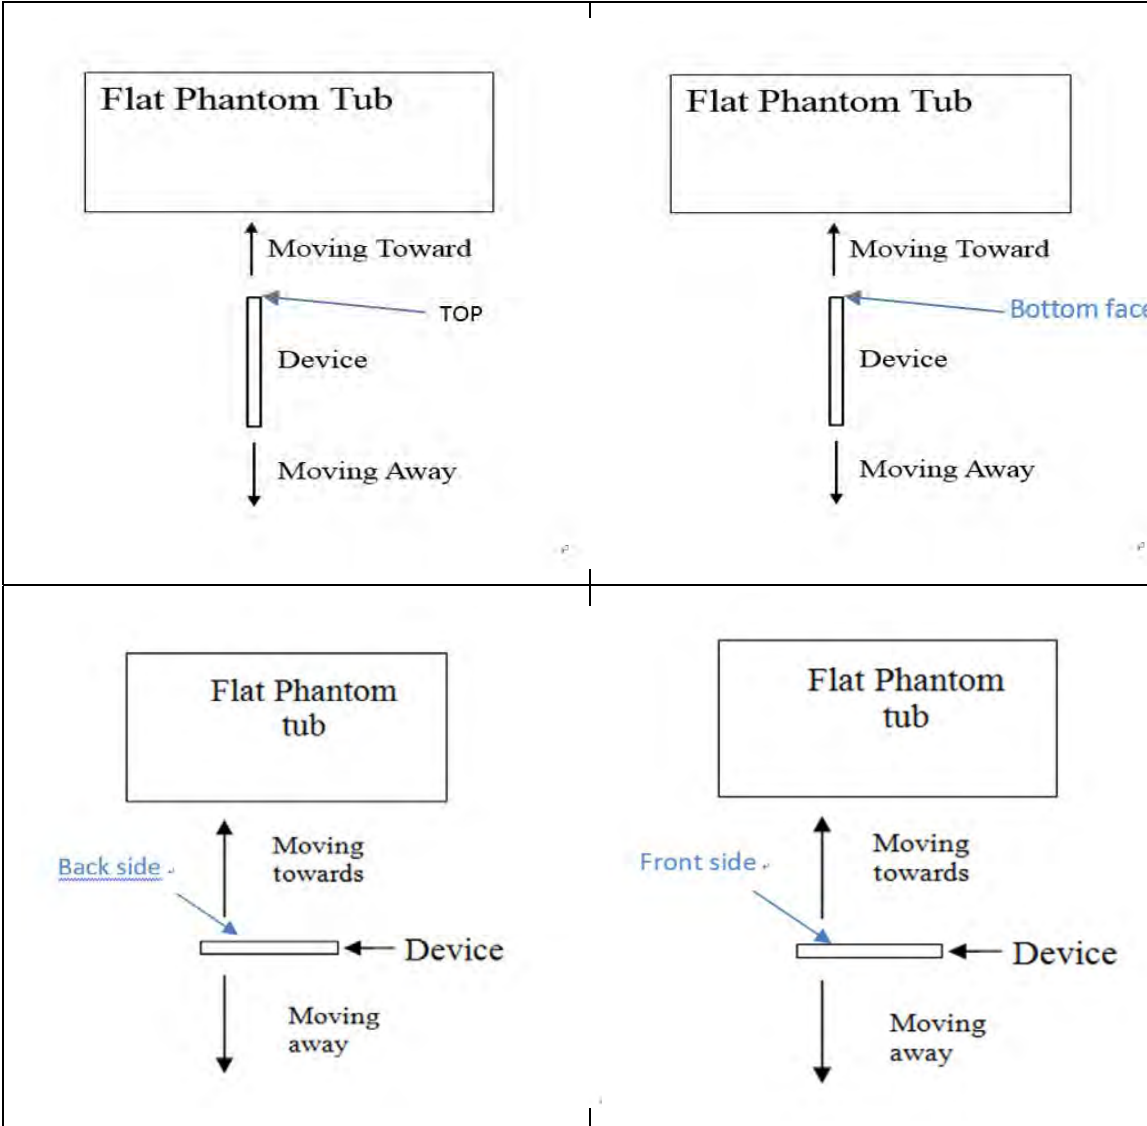 Flat Phantom Tub
Moving Toward
TOP
Device
Moving Away
Flat Phantom Tub
Moving Toward
Bottom face
Device
Moving Away
Flat Phantom
tub
Moving
towards
Back side
Device
Moving
away
Flat Phantom
tub
Moving
towards
Front side
Device
Moving
away